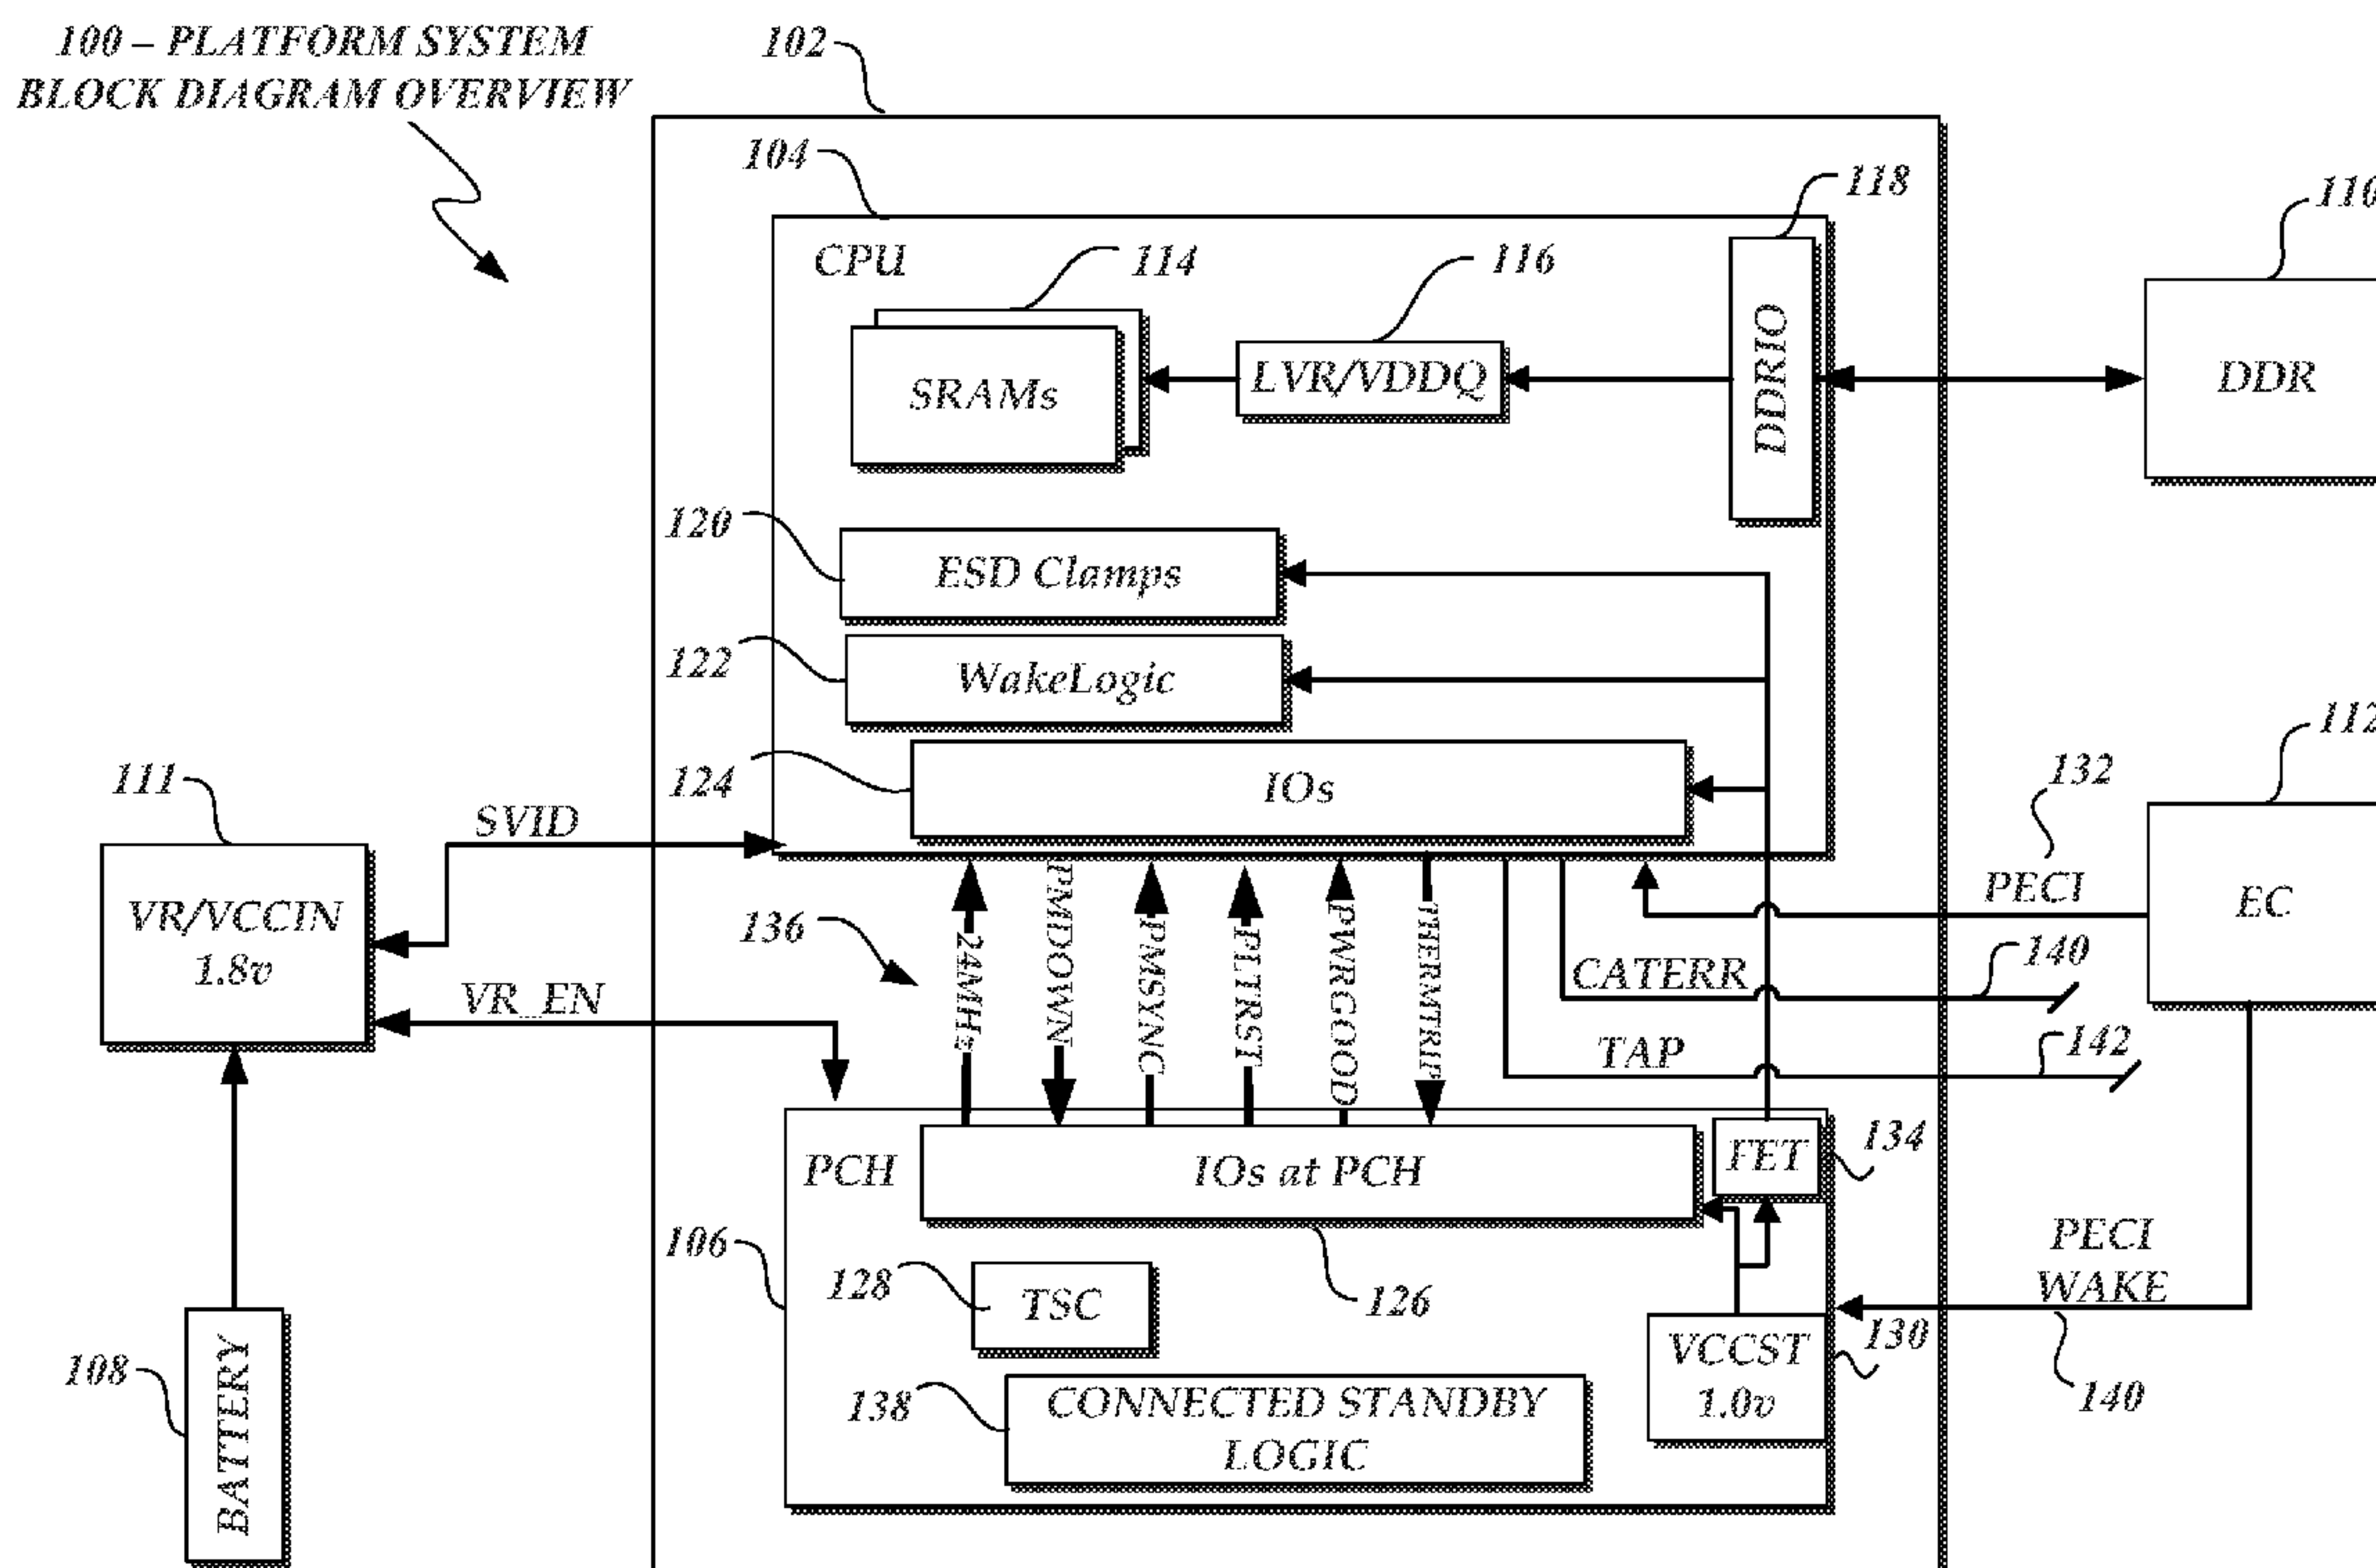 100 – PLATFORM SYSTEM
BLOCK DIAGRAM OVERVIEW
102
104
118
110
CPU
114
116
SRAMs
LVR/VDDQ
DDRIO
DDR
120
ESD Clamps
122
WakeLogic
124
IOs
111
SVID
VR/VCCIN
1.8v
VR_EN
112
132
PECI
EC
136
24MHz
PMDOWN
PMSYNC
PLTRST
PWRGOOD
THERMTRIP
CATERR
140
TAP
142
PCH
IOs at PCH
FET
134
106
128
TSC
126
PECI
WAKE
130
VCCST
1.0v
140
108
BATTERY
138
CONNECTED STANDBY
LOGIC